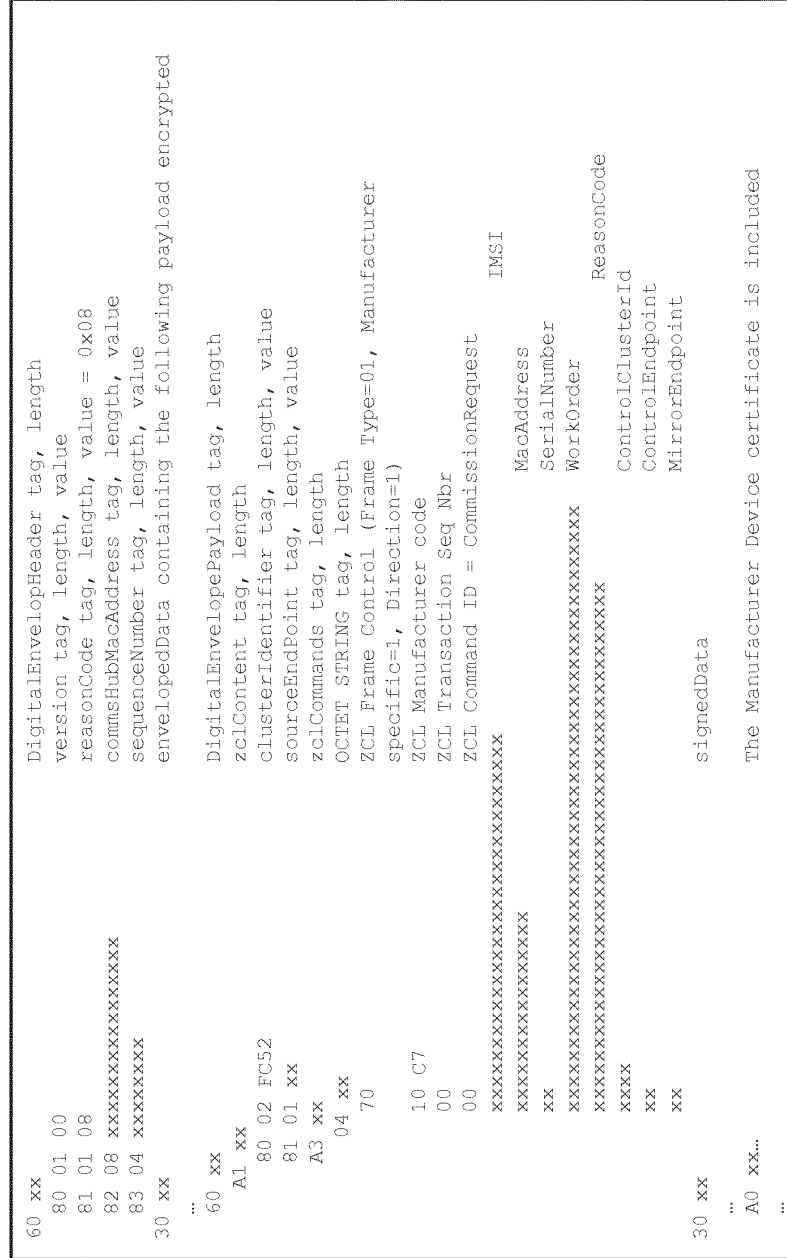 60 xx DigitalEnvelopHeader tag, length
80 01 00 version tag, length, value
81 01 08 reasonCode tag, length, value = 0x08
82 08 xxxxxxxxxxxxxxxx commsHubMacAddress tag, length, value
83 04 xxxxxxxx sequenceNumber tag, length, value
30 xx envelopedData containing the following payload encrypted
…
60 xx DigitalEnvelopePayload tag, length
A1 xx zclContent tag, length
80 02 FC52 clusterIdentifier tag, length, value
81 01 xx sourceEndPoint tag, length, value
A3 xx zclCommands tag, length
04 xx OCTET STRING tag, length
70 ZCL Frame Control (Frame Type=01, Manufacturer
specific=1, Direction=1)
10 C7 ZCL Manufacturer code
00 ZCL Transaction Seq Nbr
00 ZCL Command ID = CommissionRequest
xxxxxxxxxxxxxxxxxxxxxxxxxxxxxx IMSI
xxxxxxxxxxxxxxxx MacAddress
xx SerialNumber
xxxxxxxxxxxxxxxxxxxxxxxxxxxxxxxxxxxxxxxxxxxxxxxx WorkOrder
xxxxxxxxxxxxxxxxxxxxxxxxxxxxxxxxxxxxxxxxxx ReasonCode
xxxx ControlClusterId
xx ControlEndpoint
xx MirrorEndpoint
30 xx signedData
…
A0 xx… The Manufacturer Device certificate is included
…